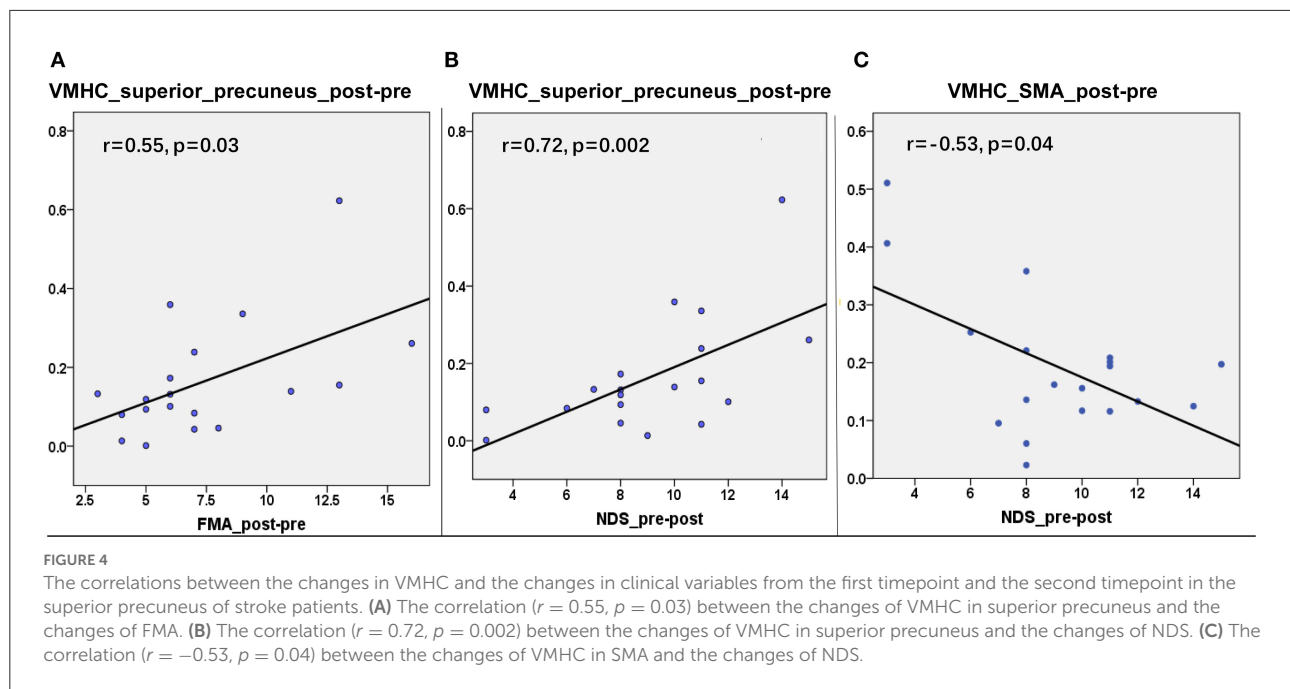 A
VMHC_superior_precuneus_post-pre
r=0.55, p=0.03
0.8
0.6
0.4
0.2
0.0
2.5 5 7.5 10 12.5 15
FMA_post-pre
B
VMHC_superior_precuneus_post-pre
r=0.72, p=0.002
0.8
0.6
0.4
0.2
0.0
4 6 8 10 12 14
NDS_pre-post
C
VMHC_SMA_post-pre
r=-0.53, p=0.04
0.6
0.5
0.4
0.3
0.2
0.1
0.0
4 6 8 10 12 14
NDS_pre-post
FIGURE 4
The correlations between the changes in VMHC and the changes in clinical variables from the first timepoint and the second timepoint in the
superior precuneus of stroke patients. (A) The correlation (r = 0.55, p = 0.03) between the changes of VMHC in superior precuneus and the
changes of FMA. (B) The correlation (r = 0.72, p = 0.002) between the changes of VMHC in superior precuneus and the changes of NDS. (C) The
correlation (r = −0.53, p = 0.04) between the changes of VMHC in SMA and the changes of NDS.